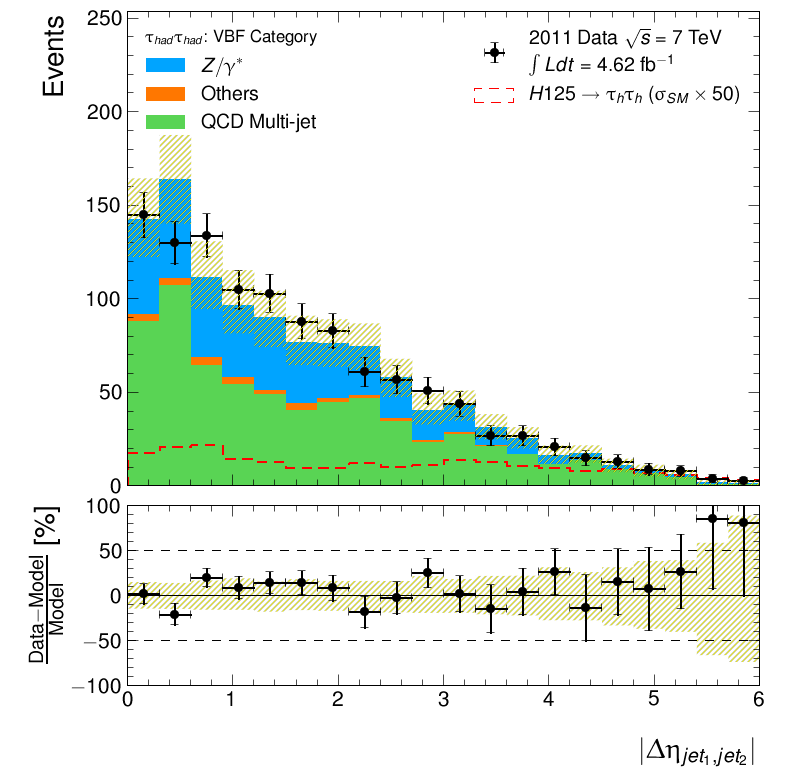 Events
250
200
150
100
50
0
τhadτhad: VBF Category
Z/γ*
Others
QCD Multi-jet
2011 Data √s = 7 TeV
∫ Ldt = 4.62 fb⁻¹
H125 → τhτh (σSM × 50)
Data−Model
Model
[%]
100
50
0
−50
−100
0 1 2 3 4 5 6
|Δηjet₁,jet₂|